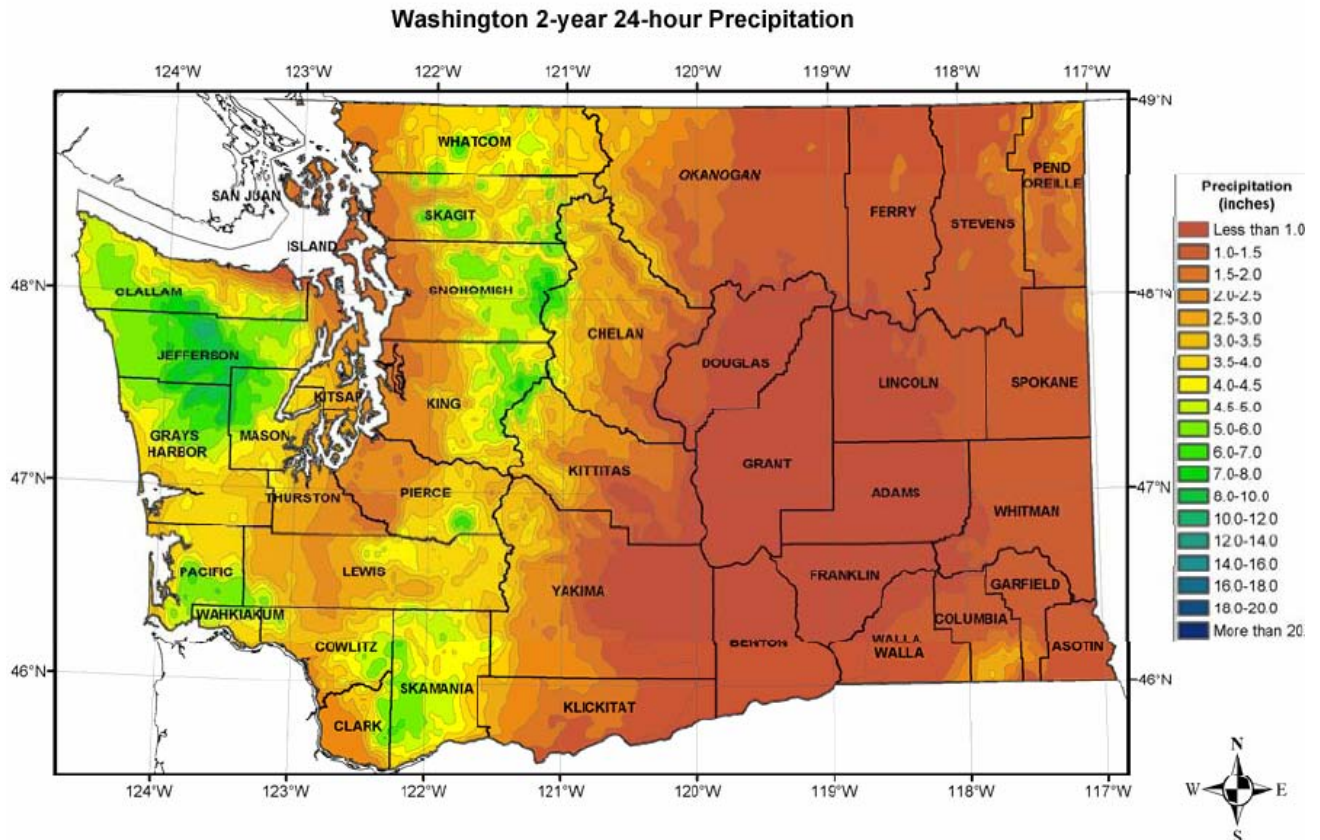 Washington 2-year 24-hour Precipitation
124°W 123°W 122°W 121°W 120°W 119°W 118°W 117°W
49°N
48°N
47°N
46°N
49°N
48°N
47°N
46°N
WHATCOM
SAN JUAN
SKAGIT
ISLAND
SNOHOMISH
CLALLAM
JEFFERSON
KITSAP
KING
GRAYS
HARBOR
MASON
THURSTON
PIERCE
PACIFIC
LEWIS
WAHKIAKUM
COWLITZ
SKAMANIA
CLARK
OKANOGAN
FERRY
STEVENS
PEND
OREILLE
CHELAN
DOUGLAS
LINCOLN
SPOKANE
KITTITAS
GRANT
ADAMS
WHITMAN
YAKIMA
FRANKLIN
GARFIELD
COLUMBIA
BENTON
WALLA
WALLA
ASOTIN
KLICKITAT
124°W 123°W 122°W 121°W 120°W 119°W 118°W 117°W
Precipitation
(inches)
Less than 1.0
1.0-1.5
1.5-2.0
2.0-2.5
2.5-3.0
3.0-3.5
3.5-4.0
4.0-4.5
4.5-5.0
5.0-6.0
6.0-7.0
7.0-8.0
8.0-10.0
10.0-12.0
12.0-14.0
14.0-16.0
16.0-18.0
18.0-20.0
More than 20.
N
W E
S